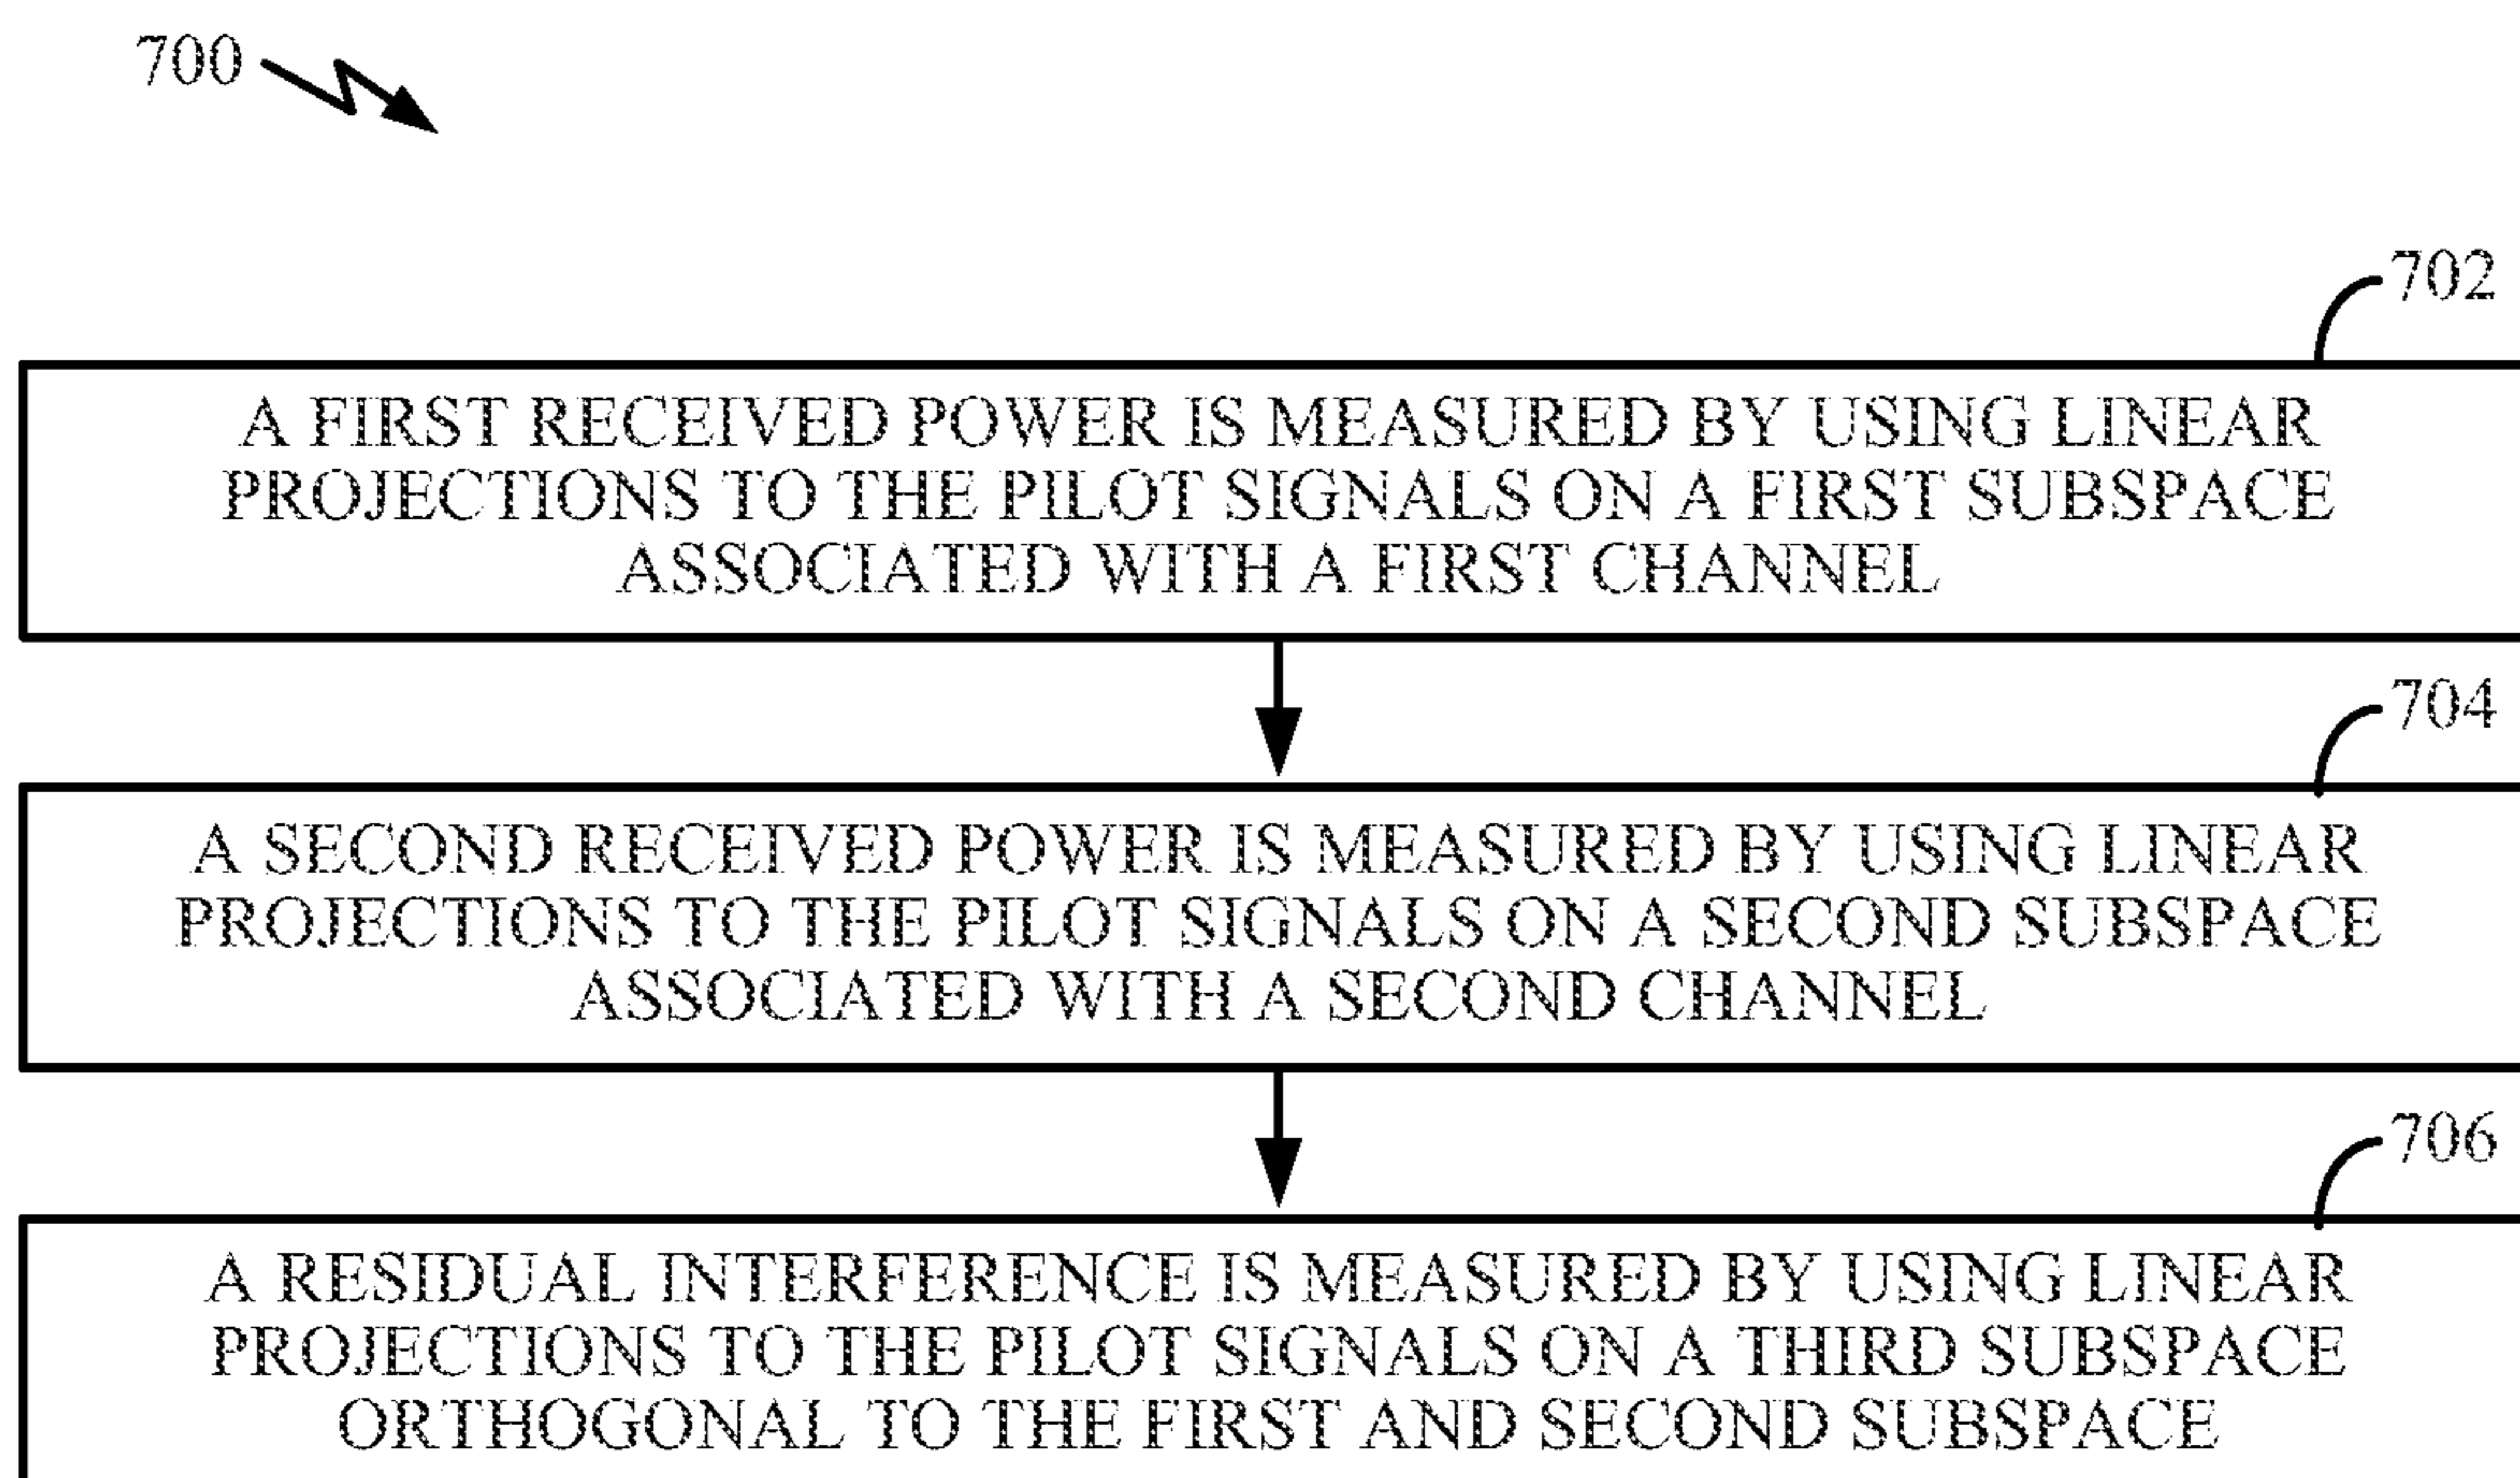 700
702
A FIRST RECEIVED POWER IS MEASURED BY USING LINEAR
PROJECTIONS TO THE PILOT SIGNALS ON A FIRST SUBSPACE
ASSOCIATED WITH A FIRST CHANNEL
704
A SECOND RECEIVED POWER IS MEASURED BY USING LINEAR
PROJECTIONS TO THE PILOT SIGNALS ON A SECOND SUBSPACE
ASSOCIATED WITH A SECOND CHANNEL
706
A RESIDUAL INTERFERENCE IS MEASURED BY USING LINEAR
PROJECTIONS TO THE PILOT SIGNALS ON A THIRD SUBSPACE
ORTHOGONAL TO THE FIRST AND SECOND SUBSPACE